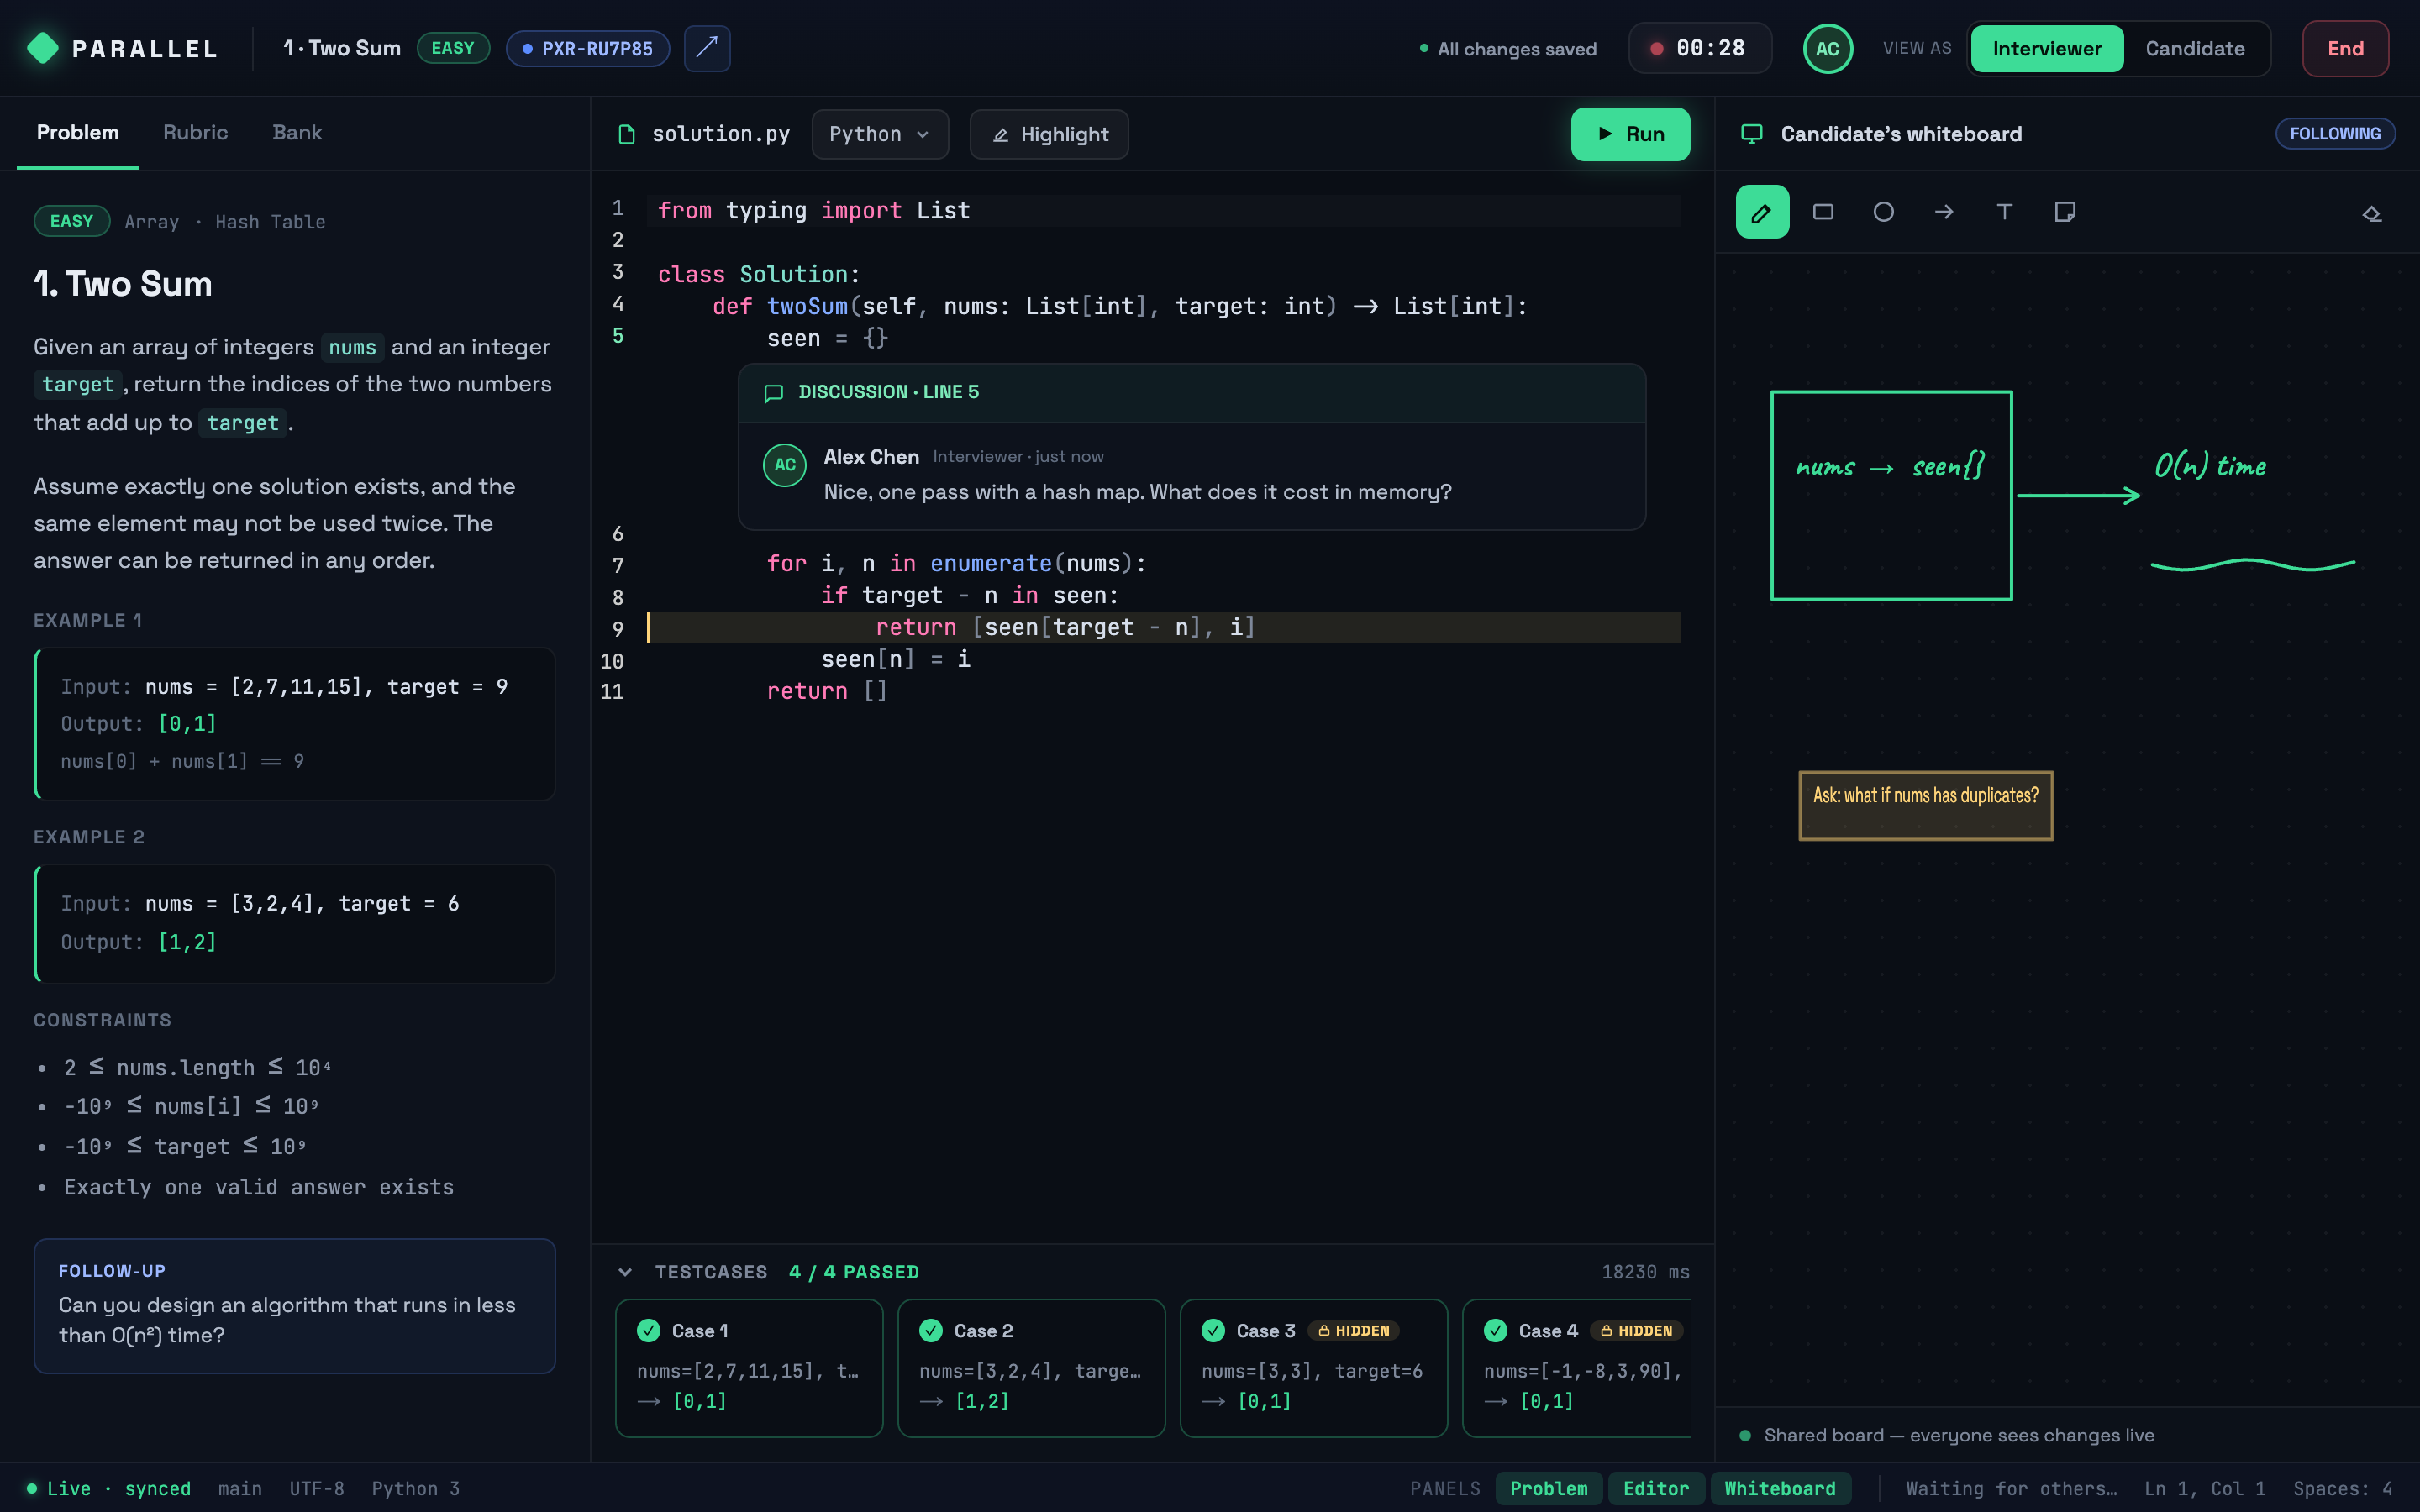 PARALLEL
1 · Two Sum
EASY
PXR-RU7P85
All changes saved
00:28
AC
VIEW AS
Interviewer
Candidate
End
Problem
Rubric
Bank
EASY
Array · Hash Table
1. Two Sum
Given an array of integers nums and an integer
target, return the indices of the two numbers
that add up to target.
Assume exactly one solution exists, and the
same element may not be used twice. The
answer can be returned in any order.
EXAMPLE 1
Input: nums = [2,7,11,15], target = 9
Output: [0,1]
nums[0] + nums[1] == 9
EXAMPLE 2
Input: nums = [3,2,4], target = 6
Output: [1,2]
CONSTRAINTS
• 2 ≤ nums.length ≤ 10⁴
• -10⁹ ≤ nums[i] ≤ 10⁹
• -10⁹ ≤ target ≤ 10⁹
• Exactly one valid answer exists
FOLLOW-UP
Can you design an algorithm that runs in less
than O(n²) time?
solution.py
Python
Highlight
Run
1 from typing import List
2
3 class Solution:
4 def twoSum(self, nums: List[int], target: int) -> List[int]:
5 seen = {}
DISCUSSION · LINE 5
AC
Alex Chen Interviewer · just now
Nice, one pass with a hash map. What does it cost in memory?
6
7 for i, n in enumerate(nums):
8 if target - n in seen:
9 return [seen[target - n], i]
10 seen[n] = i
11 return []
TESTCASES 4 / 4 PASSED
18230 ms
Case 1
nums=[2,7,11,15], t…
→ [0,1]
Case 2
nums=[3,2,4], targe…
→ [1,2]
Case 3 HIDDEN
nums=[3,3], target=6
→ [0,1]
Case 4 HIDDEN
nums=[-1,-8,3,90],
→ [0,1]
Candidate's whiteboard
FOLLOWING
T
nums → seen{}
O(n) time
Ask: what if nums has duplicates?
Shared board — everyone sees changes live
Live · synced
main
UTF-8
Python 3
PANELS
Problem
Editor
Whiteboard
Waiting for others…
Ln 1, Col 1
Spaces: 4